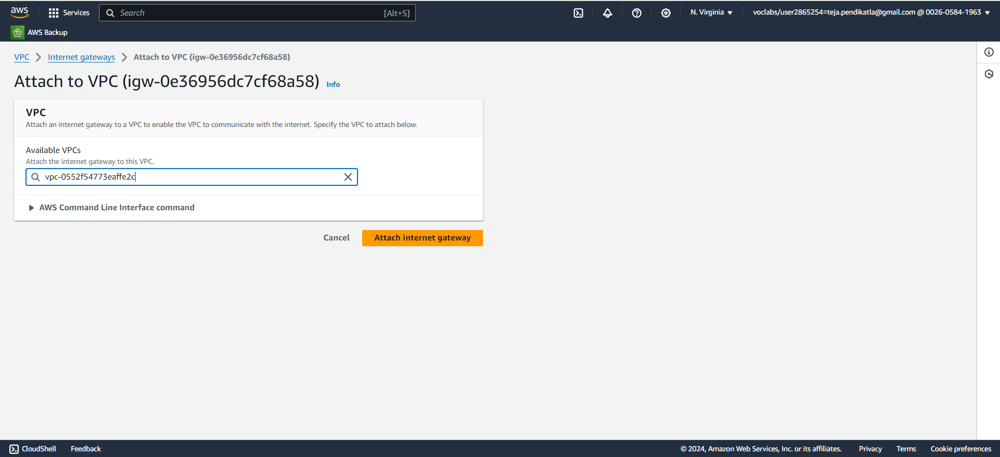 aws
Services
Search
[Alt+S]
N. Virginia
voclabs/user2865254=teja.pendikatla@gmail.com @ 0026-0584-1963
AWS Backup
VPC
Internet gateways
Attach to VPC (igw-0e36956dc7cf68a58)
Attach to VPC (igw-0e36956dc7cf68a58) Info
VPC
Attach an internet gateway to a VPC to enable the VPC to communicate with the internet. Specify the VPC to attach below.
Available VPCs
Attach the internet gateway to this VPC.
vpc-0552f54773eaffe2c
AWS Command Line Interface command
Cancel
Attach internet gateway
CloudShell
Feedback
© 2024, Amazon Web Services, Inc. or its affiliates.
Privacy
Terms
Cookie preferences